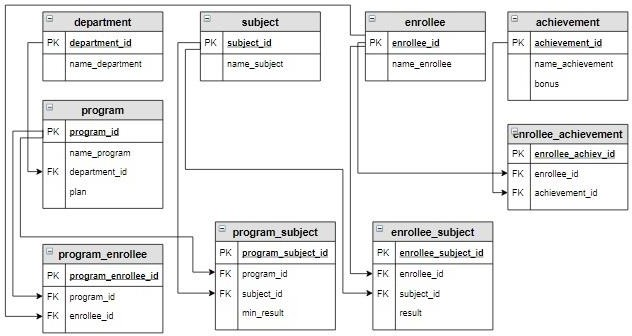 department
PK department_id
name_department
subject
PK subject_id
name_subject
enrollee
PK enrollee_id
name_enrollee
achievement
PK achievement_id
name_achievement
bonus
program
PK program_id
name_program
FK department_id
plan
enrollee_achievement
PK enrollee_achiev_id
FK enrollee_id
FK achievement_id
program_enrollee
PK program_enrollee_id
FK program_id
FK enrollee_id
program_subject
PK program_subject_id
FK program_id
FK subject_id
min_result
enrollee_subject
PK enrollee_subject_id
FK enrollee_id
FK subject_id
result